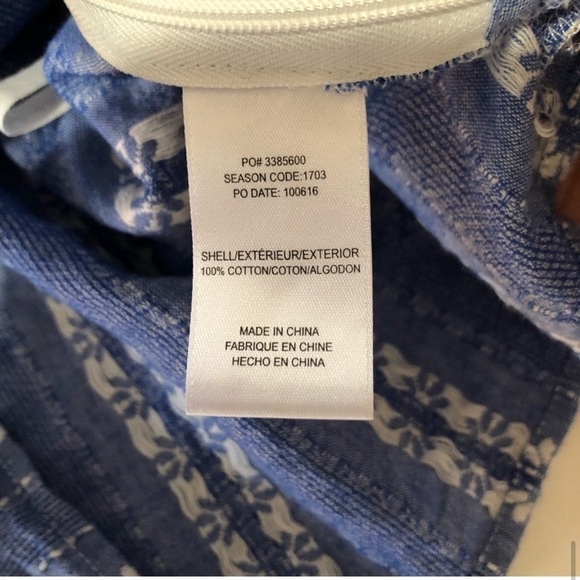 PO# 3385600
SEASON CODE:1703
PO DATE: 100616
SHELL/EXTÉRIEUR/EXTERIOR
100% COTTON/COTON/ALGODON
MADE IN CHINA
FABRIQUE EN CHINE
HECHO EN CHINA